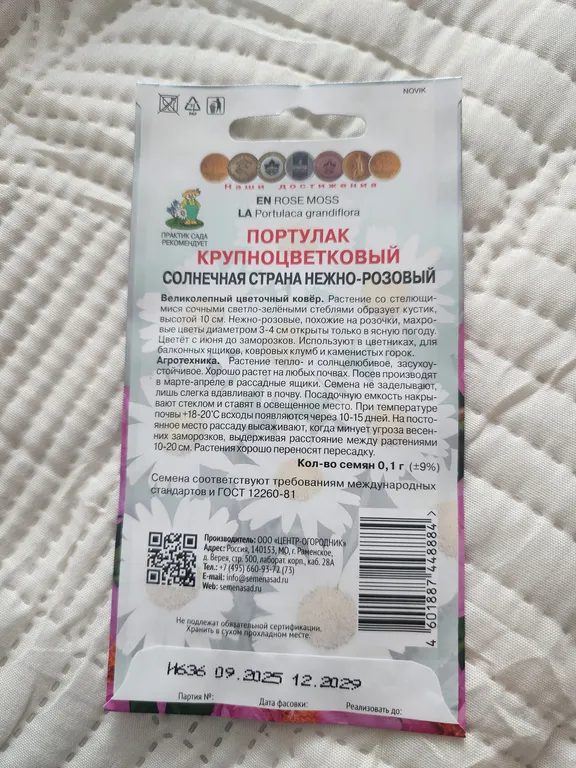 NOVIK
Наши достижения
EN ROSE MOSS
LA Portulaca grandiflora
ПРАКТИК САДА
РЕКОМЕНДУЕТ
ПОРТУЛАК
КРУПНОЦВЕТКОВЫЙ
СОЛНЕЧНАЯ СТРАНА НЕЖНО-РОЗОВЫЙ
Великолепный цветочный ковёр. Растение со стелющи-
мися сочными светло-зелёными стеблями образует кустик,
высотой 10 см. Нежно-розовые, похожие на розочки, махро-
вые цветы диаметром 3-4 см открыты только в ясную погоду.
Цветёт с июня до заморозков. Используют в цветниках, для
балконных ящиков, ковровых клумб и каменистых горок.
Агротехника. Растение тепло- и солнцелюбивое, засухоу-
стойчивое. Хорошо растет на любых почвах. Посев производят
в марте-апреле в рассадные ящики. Семена не заделывают,
лишь слегка вдавливают в почву. Посадочную емкость накры-
вают стеклом и ставят в освещенное место. При температуре
почвы +18-20°C всходы появляются через 10-15 дней. На посто-
янное место рассаду высаживают, когда минует угроза весен-
них заморозков, выдерживая расстояние между растениями
10-20 см. Растения хорошо переносят пересадку.
Кол-во семян 0,1 г (±9%)
Семена соответствуют требованиям международных
стандартов и ГОСТ 12260-81
Производитель: ООО «ЦЕНТР-ОГОРОДНИК»
Адрес: Россия, 140153, МО, г. Раменское,
д. Верея, стр. 500, лаборат. корп., каб. 28А
Тел.: +7 (495) 660-93-72 (73)
E-mail: info@semenasad.ru
Web: semenasad.ru
4 601887 448884 >
Не подлежат обязательной сертификации.
Хранить в сухом прохладном месте.
И636 09.2025 12.2029
Партия №: Дата фасовки: Реализовать до: